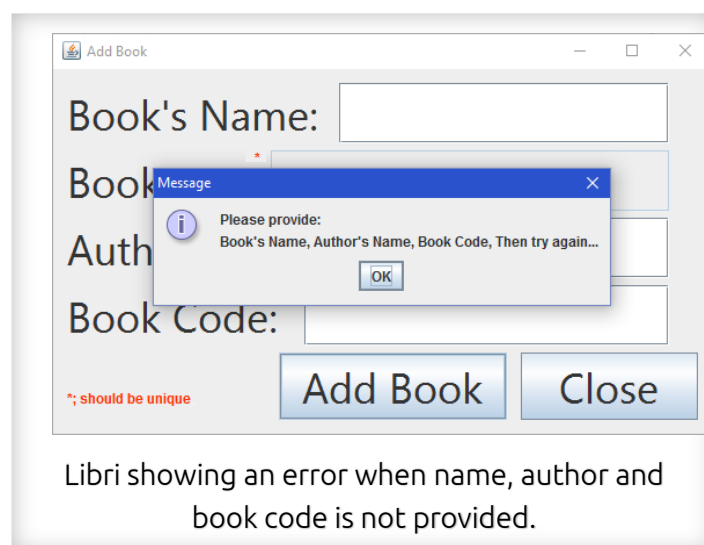 Add Book
Book's Name:
*
Book
Message
Please provide:
Book's Name, Author's Name, Book Code, Then try again...
OK
Auth
Book Code:
*; should be unique
Add Book
Close
Libri showing an error when name, author and
book code is not provided.